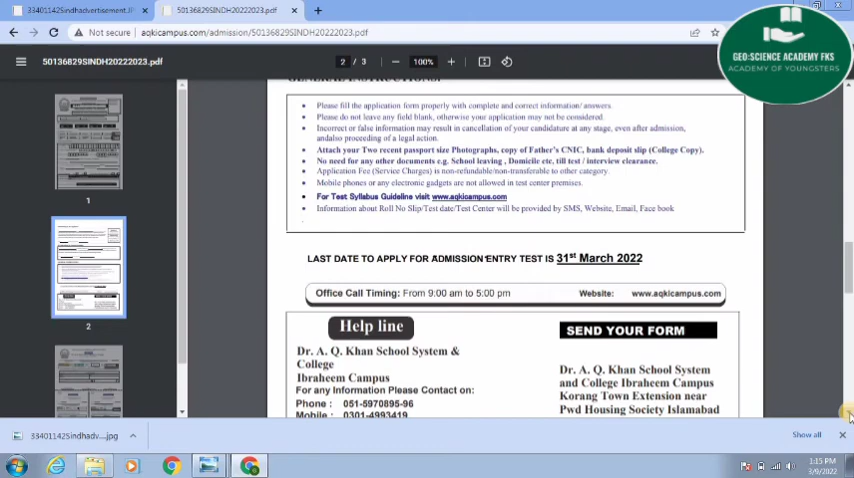 33401142Sindhadvertisement.JP
50136829SINDH20222023.pdf
Not secure
aqkicampus.com/admission/50136829SINDH20222023.pdf
GEO:SCIENCE ACADEMY FKS
ACADEMY OF YOUNGSTERS
50136829SINDH20222023.pdf
2 / 3
100%
GENERAL INSTRUCTIONS:
• Please fill the application form properly with complete and correct information/ answers.
• Please do not leave any field blank, otherwise your application may not be considered.
• Incorrect or false information may result in cancellation of your candidature at any stage, even after admission,
andalso proceeding of a legal action.
• Attach your Two recent passport size Photographs, copy of Father's CNIC, bank deposit slip (College Copy).
• No need for any other documents e.g. School leaving , Domicile etc, till test / interview clearance.
• Application Fee (Service Charges) is non-refundable/non-transferable to other category.
• Mobile phones or any electronic gadgets are not allowed in test center premises.
• For Test Syllabus Guideline visit www.aqkicampus.com
• Information about Roll No Slip/Test date/Test Center will be provided by SMS, Website, Email, Face book
1
2
LAST DATE TO APPLY FOR ADMISSION ENTRY TEST IS 31st March 2022
Office Call Timing: From 9:00 am to 5:00 pm
Website: www.aqkicampus.com
Help line
Dr. A. Q. Khan School System &
College
Ibraheem Campus
For any Information Please Contact on:
Phone : 051-5970895-96
Mobile : 0301-4993419
SEND YOUR FORM
Dr. A. Q. Khan School System
and College Ibraheem Campus
Korang Town Extension near
Pwd Housing Society Islamabad
33401142Sindhadv....jpg
Show all
1:15 PM
3/9/2022